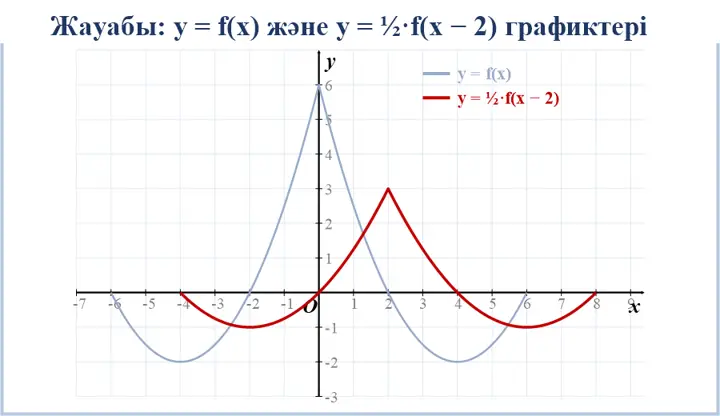 Жауабы: y = f(x) және y = ½·f(x − 2) графиктері
y
y = f(x)
y = ½·f(x − 2)
6
5
4
3
2
1
-7 -6 -5 -4 -3 -2 -1 O 1 2 3 4 5 6 7 8 9 x
-1
-2
-3